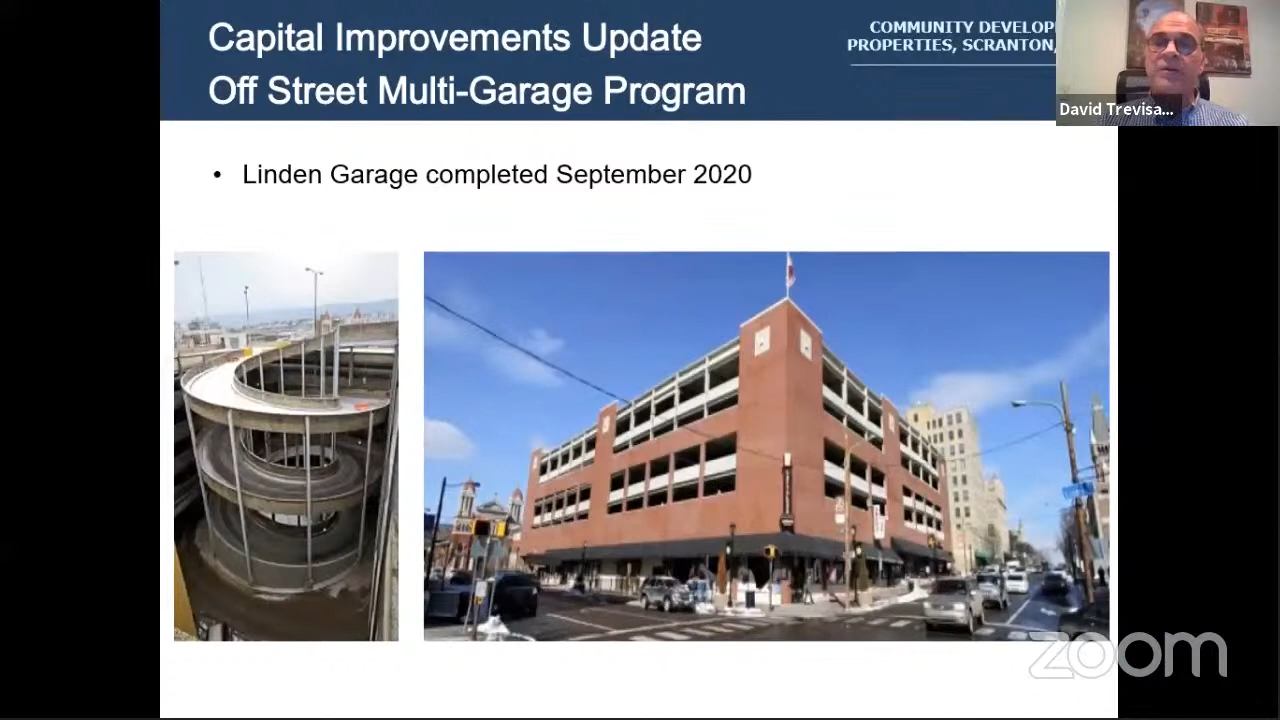 Capital Improvements Update
Off Street Multi-Garage Program
COMMUNITY DEVELOP
PROPERTIES, SCRANTON,
David Trevisa...
• Linden Garage completed September 2020
zoom